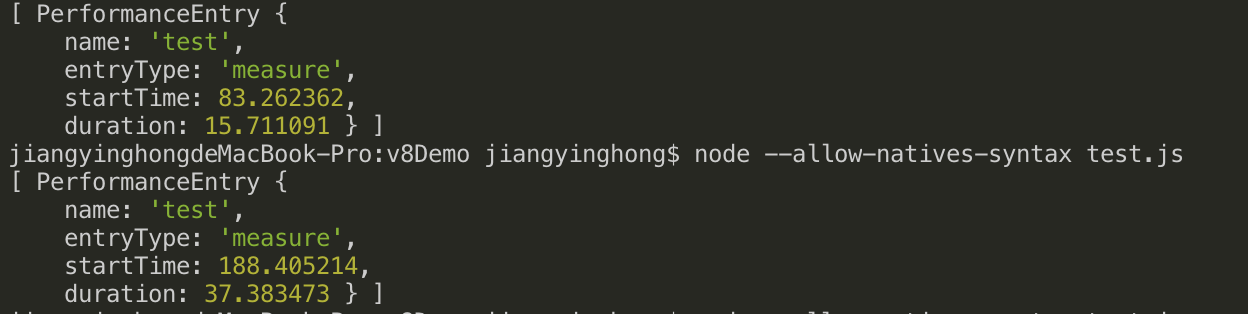 [ PerformanceEntry {
    name: 'test',
    entryType: 'measure',
    startTime: 83.262362,
    duration: 15.711091 } ]
jiangyinghongdeMacBook-Pro:v8Demo jiangyinghong$ node --allow-natives-syntax test.js
[ PerformanceEntry {
    name: 'test',
    entryType: 'measure',
    startTime: 188.405214,
    duration: 37.383473 } ]